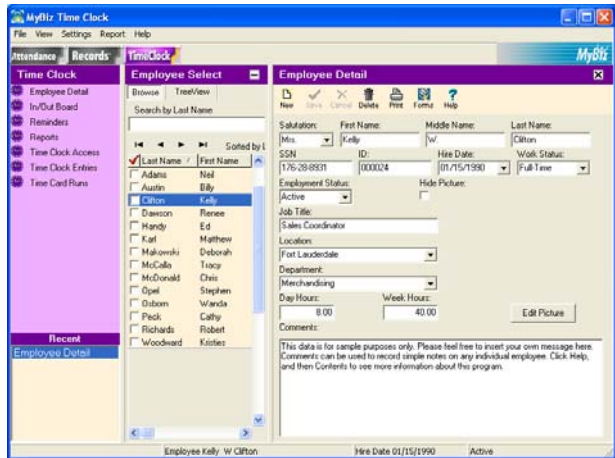 MyBiz Time Clock
File View Settings Report Help
Attendance Records TimeClock MyBiz
Time Clock
Employee Detail
In/Out Board
Reminders
Reports
Time Clock Access
Time Clock Entries
Time Card Runs
Recent
Employee Detail
Employee Select
Browse TreeView
Search by Last Name
Sorted by L
Last Name / First Name
Adams Neil
Austin Billy
Clifton Kelly
Dawson Renee
Handy Ed
Karl Matthew
Makowski Deborah
McCalla Tracy
McDonald Chris
Opel Stephen
Osborn Wanda
Peck Cathy
Richards Robert
Woodward Kristies
Employee Detail
New Save Cancel Delete Print Forms Help
Salutation: First Name: Middle Name: Last Name:
Mrs. Kelly W. Clifton
SSN ID: Hire Date: Work Status:
176-28-8931 000024 01/15/1990 Full-Time
Employment Status: Hide Picture:
Active
Job Title:
Sales Coordinator
Location:
Fort Lauderdale
Department:
Merchandising
Day Hours: Week Hours:
8.00 40.00 Edit Picture
Comments:
This data is for sample purposes only. Please feel free to insert your own message here.
Comments can be used to record simple notes on any individual employee. Click Help,
and then Contents to see more information about this program.
Employee Kelly W Clifton Hire Date 01/15/1990 Active